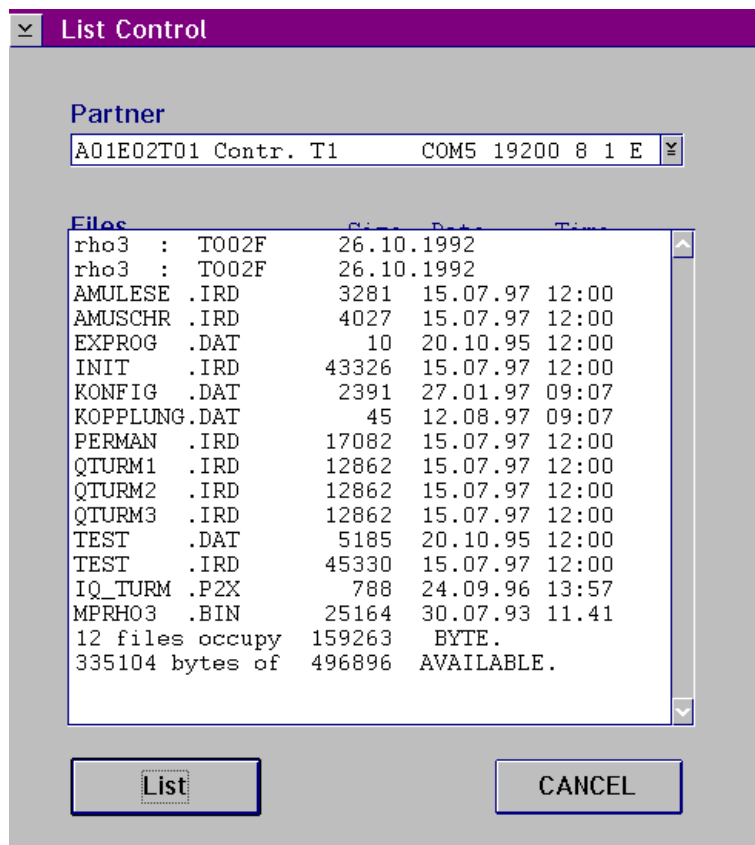 List Control
Partner
A01E02T01 Contr. T1 COM5 19200 8 1 E
Files Size Date Time
rho3 : TO02F 26.10.1992
rho3 : TO02F 26.10.1992
AMULESE .IRD 3281 15.07.97 12:00
AMUSCHR .IRD 4027 15.07.97 12:00
EXPROG .DAT 10 20.10.95 12:00
INIT .IRD 43326 15.07.97 12:00
KONFIG .DAT 2391 27.01.97 09:07
KOPPLUNG.DAT 45 12.08.97 09:07
PERMAN .IRD 17082 15.07.97 12:00
QTURM1 .IRD 12862 15.07.97 12:00
QTURM2 .IRD 12862 15.07.97 12:00
QTURM3 .IRD 12862 15.07.97 12:00
TEST .DAT 5185 20.10.95 12:00
TEST .IRD 45330 15.07.97 12:00
IQ_TURM .P2X 788 24.09.96 13:57
MPRHO3 .BIN 25164 30.07.93 11.41
12 files occupy 159263 BYTE.
335104 bytes of 496896 AVAILABLE.
List CANCEL